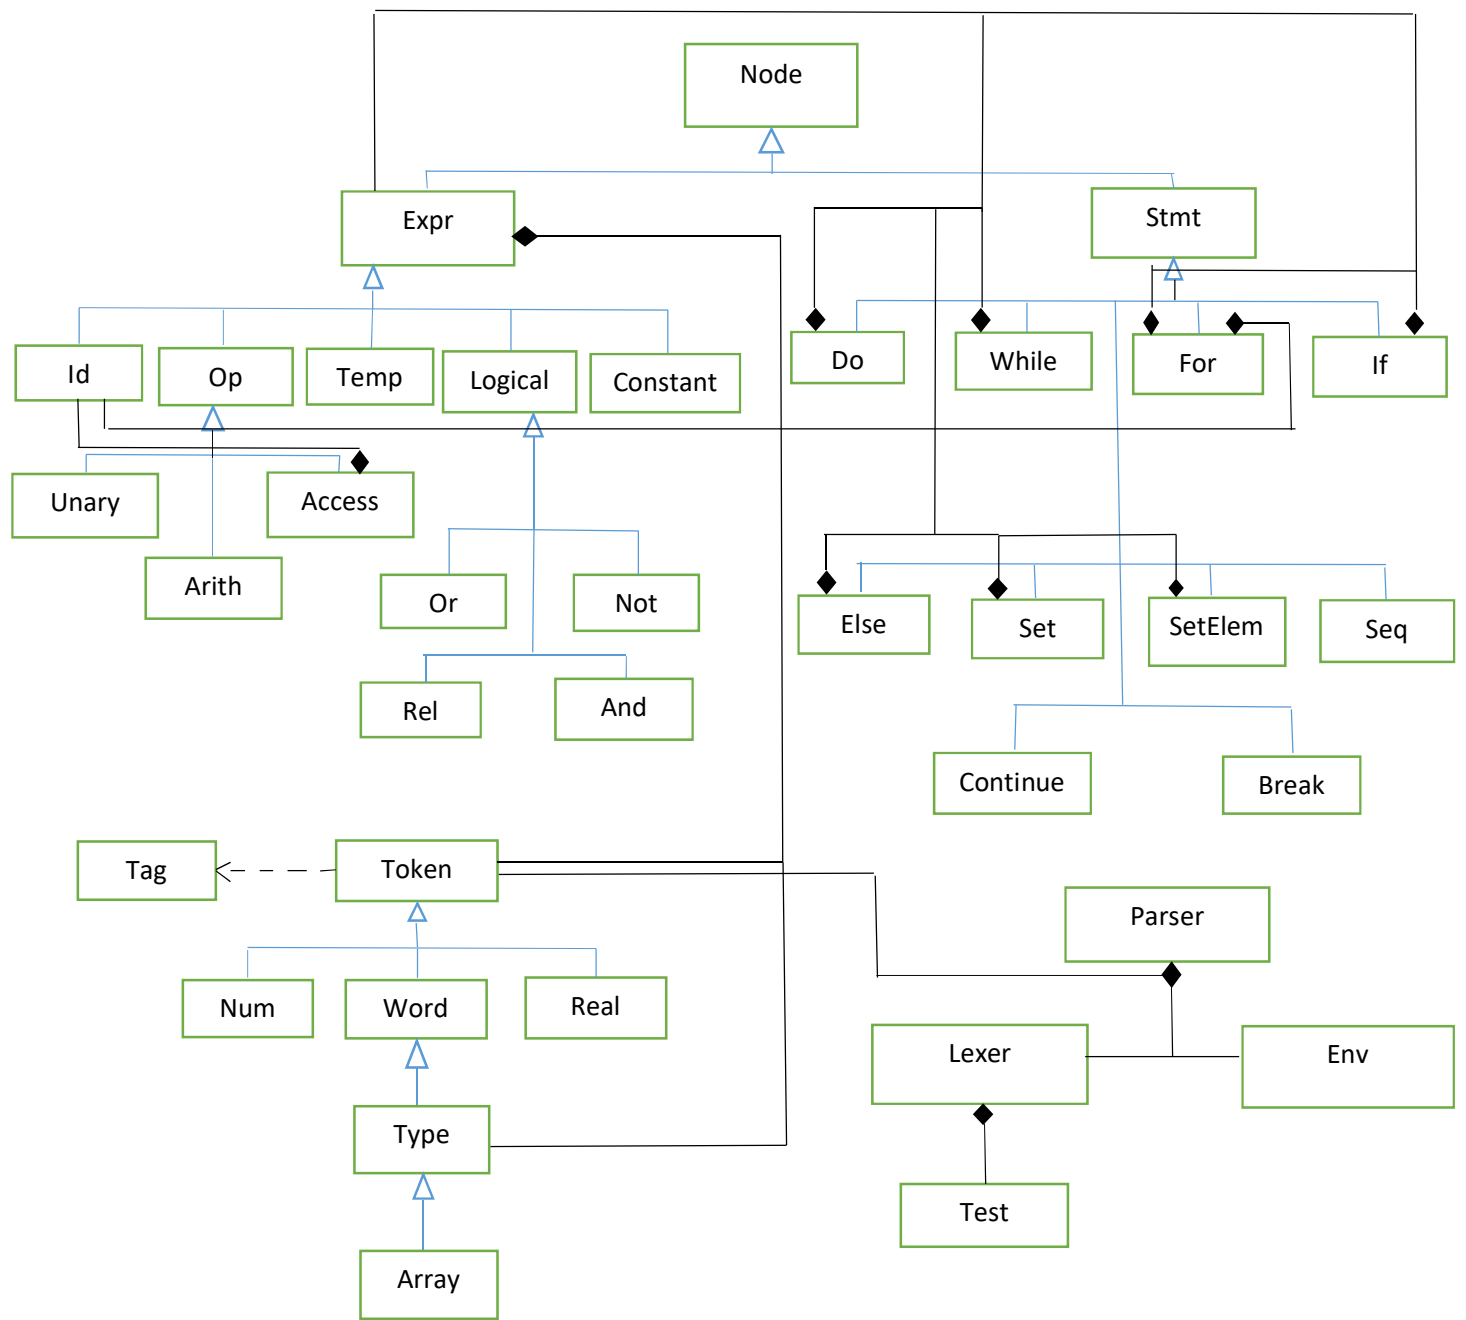 Node
Expr
Stmt
Id
Op
Temp
Logical
Constant
Do
While
For
If
Unary
Access
Arith
Or
Not
Else
Set
SetElem
Seq
Rel
And
Continue
Break
Tag
Token
Parser
Num
Word
Real
Lexer
Env
Type
Test
Array